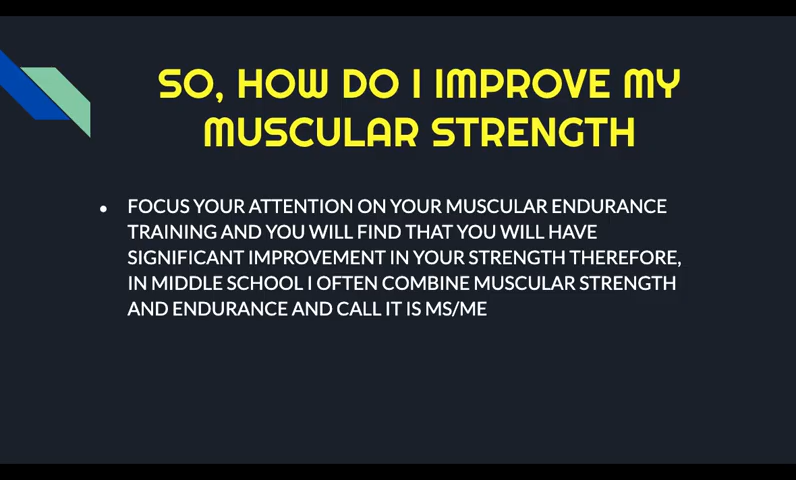 SO, HOW DO I IMPROVE MY
MUSCULAR STRENGTH
● FOCUS YOUR ATTENTION ON YOUR MUSCULAR ENDURANCE
TRAINING AND YOU WILL FIND THAT YOU WILL HAVE
SIGNIFICANT IMPROVEMENT IN YOUR STRENGTH THEREFORE,
IN MIDDLE SCHOOL I OFTEN COMBINE MUSCULAR STRENGTH
AND ENDURANCE AND CALL IT IS MS/ME